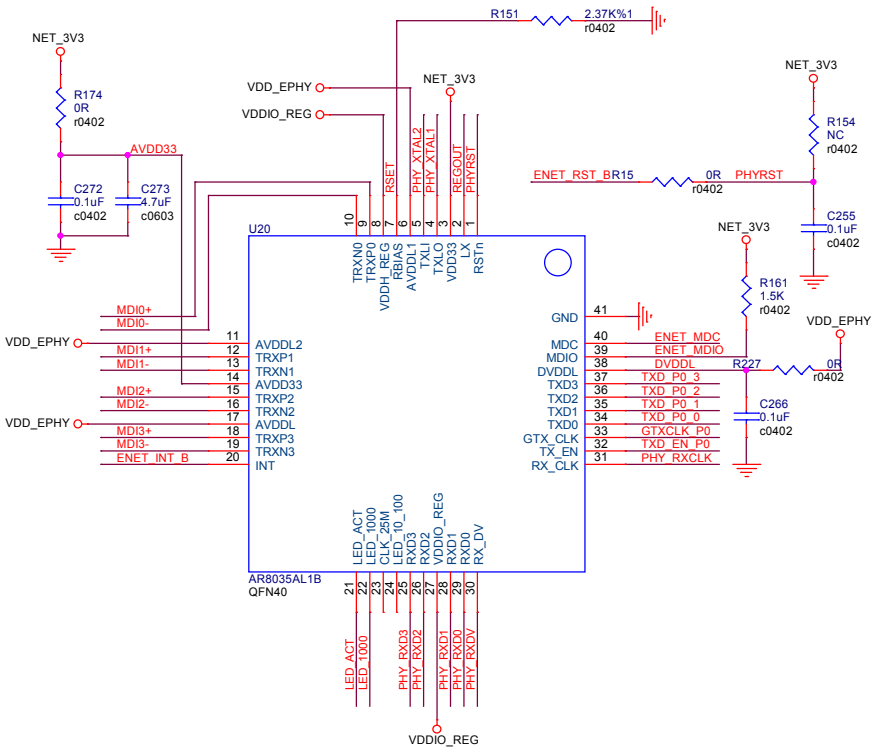 R151
2.37K%1
r0402
NET_3V3
R174
0R
r0402
AVDD33
C272
0.1uF
c0402
C273
4.7uF
c0603
VDD_EPHY
VDDIO_REG
NET_3V3
RSET
PHY_XTAL2
PHY_XTAL1
REGOUT
PHYRST
NET_3V3
R154
NC
r0402
ENET_RST_B
R15
0R
r0402
PHYRST
C255
0.1uF
c0402
U20
10
9
8
7
6
5
4
3
2
1
TRXN0
TRXP0
VDDH_REG
RBIAS
AVDDL1
TXLI
TXLO
VDD33
LX
RSTn
NET_3V3
R161
1.5K
r0402
MDI0+
MDI0-
VDD_EPHY
11
AVDDL2
MDI1+
12
TRXP1
MDI1-
13
TRXN1
14
AVDD33
MDI2+
15
TRXP2
MDI2-
16
TRXN2
VDD_EPHY
17
AVDDL
MDI3+
18
TRXP3
MDI3-
19
TRXN3
ENET_INT_B
20
INT
GND
41
MDC
40
ENET_MDC
MDIO
39
ENET_MDIO
DVDDL
38
DVDDL
TXD3
37
TXD_P0_3
TXD2
36
TXD_P0_2
TXD1
35
TXD_P0_1
TXD0
34
TXD_P0_0
GTX_CLK
33
GTXCLK_P0
TX_EN
32
TXD_EN_P0
RX_CLK
31
PHY_RXCLK
R227
0R
r0402
VDD_EPHY
C266
0.1uF
c0402
LED_ACT
LED_1000
CLK_25M
LED_10_100
RXD3
RXD2
VDDIO_REG
RXD1
RXD0
RX_DV
AR8035AL1B
QFN40
21
22
23
24
25
26
27
28
29
30
LED_ACT
LED_1000
PHY_RXD3
PHY_RXD2
PHY_RXD1
PHY_RXD0
PHY_RXDV
VDDIO_REG